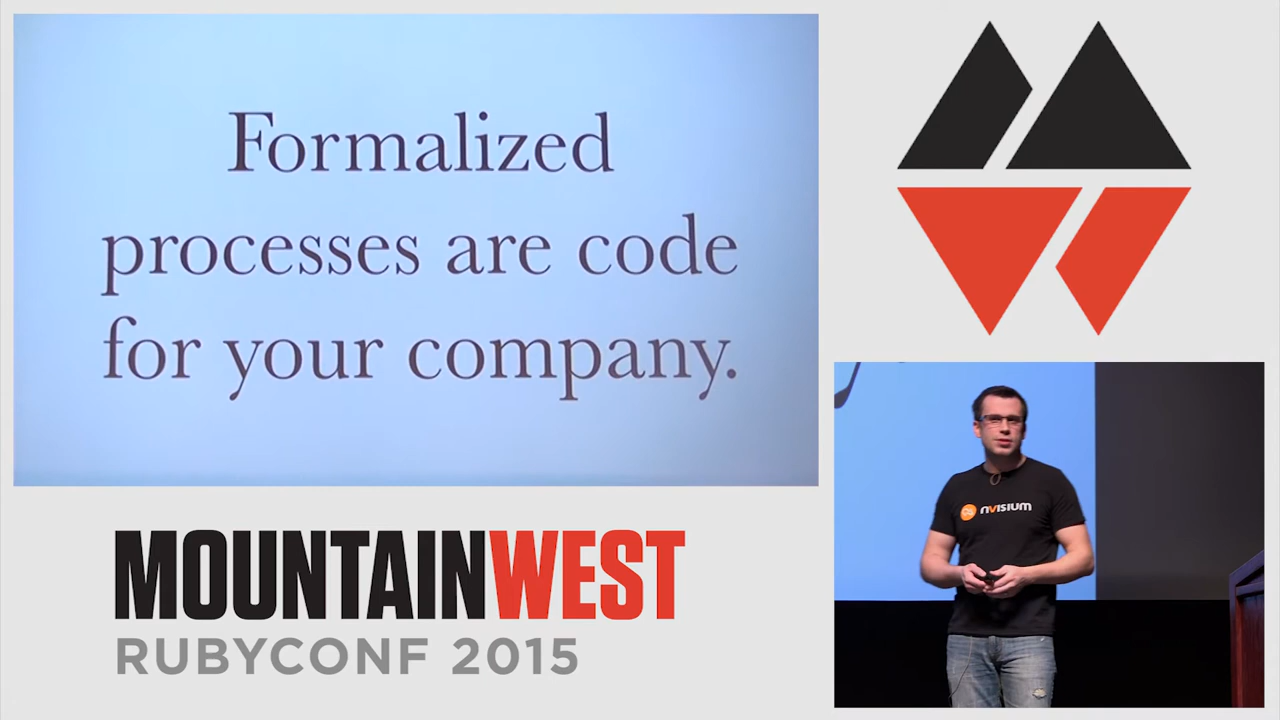 Formalized
processes are code
for your company.
MOUNTAINWEST
RUBYCONF 2015
nVISIUM